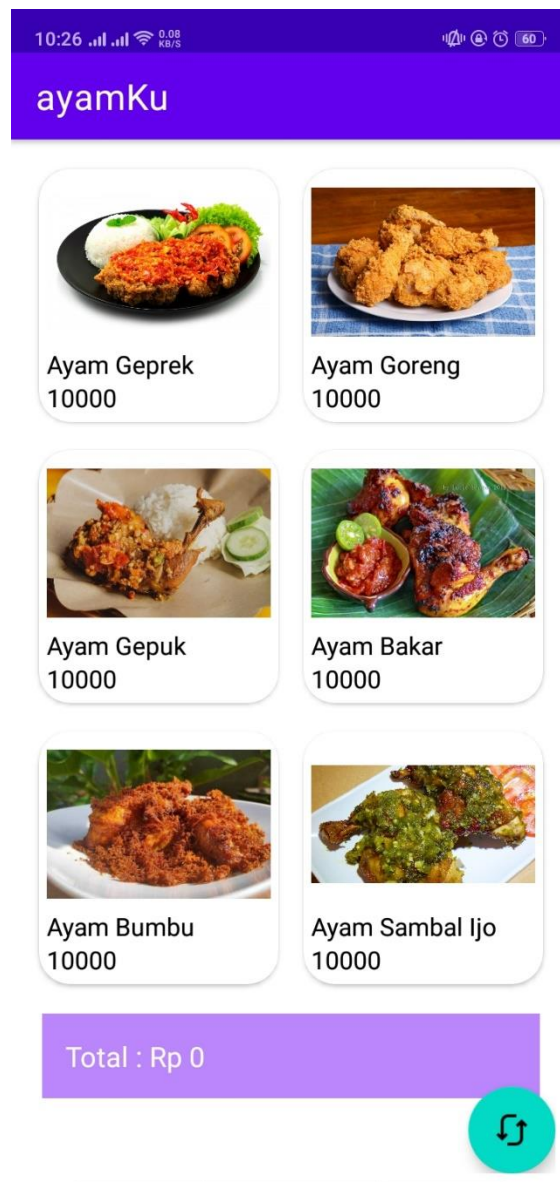 10:26 0.08 KB/S 60
ayamKu
Ayam Geprek
10000
Ayam Goreng
10000
Ayam Gepuk
10000
Ayam Bakar
10000
Ayam Bumbu
10000
Ayam Sambal Ijo
10000
Total : Rp 0